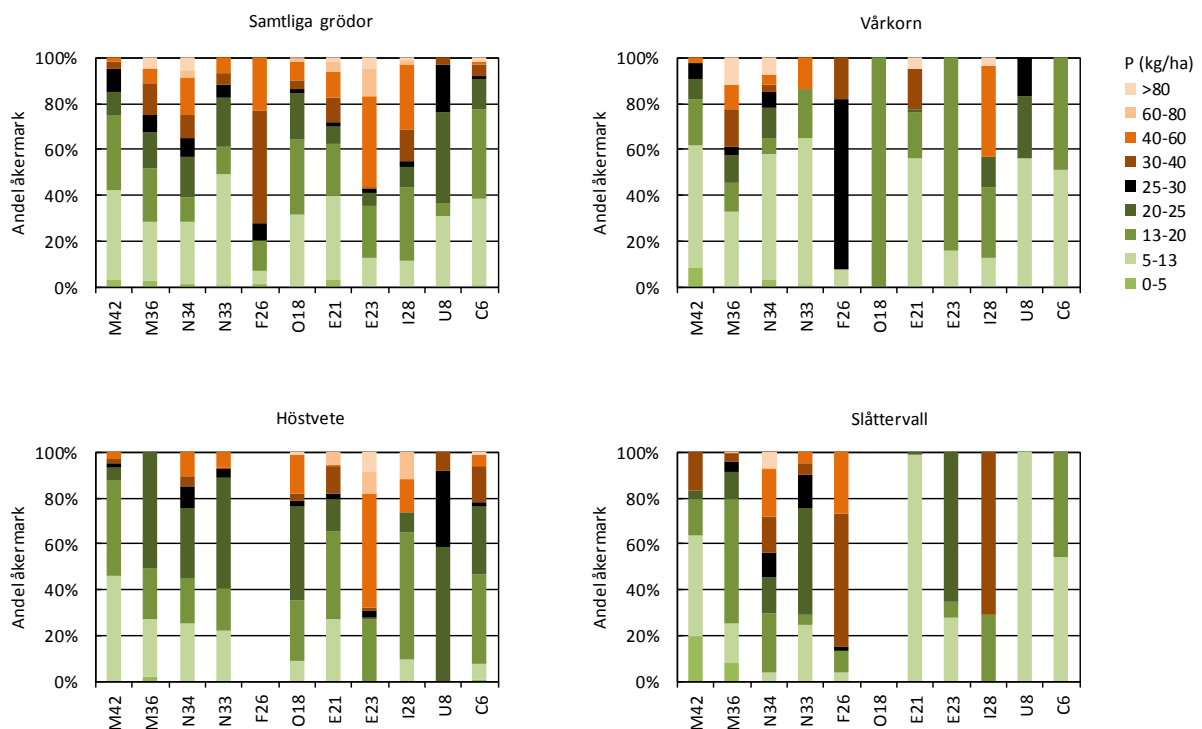 Samtliga grödor
Andel åkermark
100%
80%
60%
40%
20%
0%
M42
M36
N34
N33
F26
O18
E21
E23
I28
U8
C6
Vårkorn
Andel åkermark
100%
80%
60%
40%
20%
0%
M42
M36
N34
N33
F26
O18
E21
E23
I28
U8
C6
P (kg/ha)
>80
60-80
40-60
30-40
25-30
20-25
13-20
5-13
0-5
Höstvete
Andel åkermark
100%
80%
60%
40%
20%
0%
M42
M36
N34
N33
F26
O18
E21
E23
I28
U8
C6
Slåttervall
Andel åkermark
100%
80%
60%
40%
20%
0%
M42
M36
N34
N33
F26
O18
E21
E23
I28
U8
C6